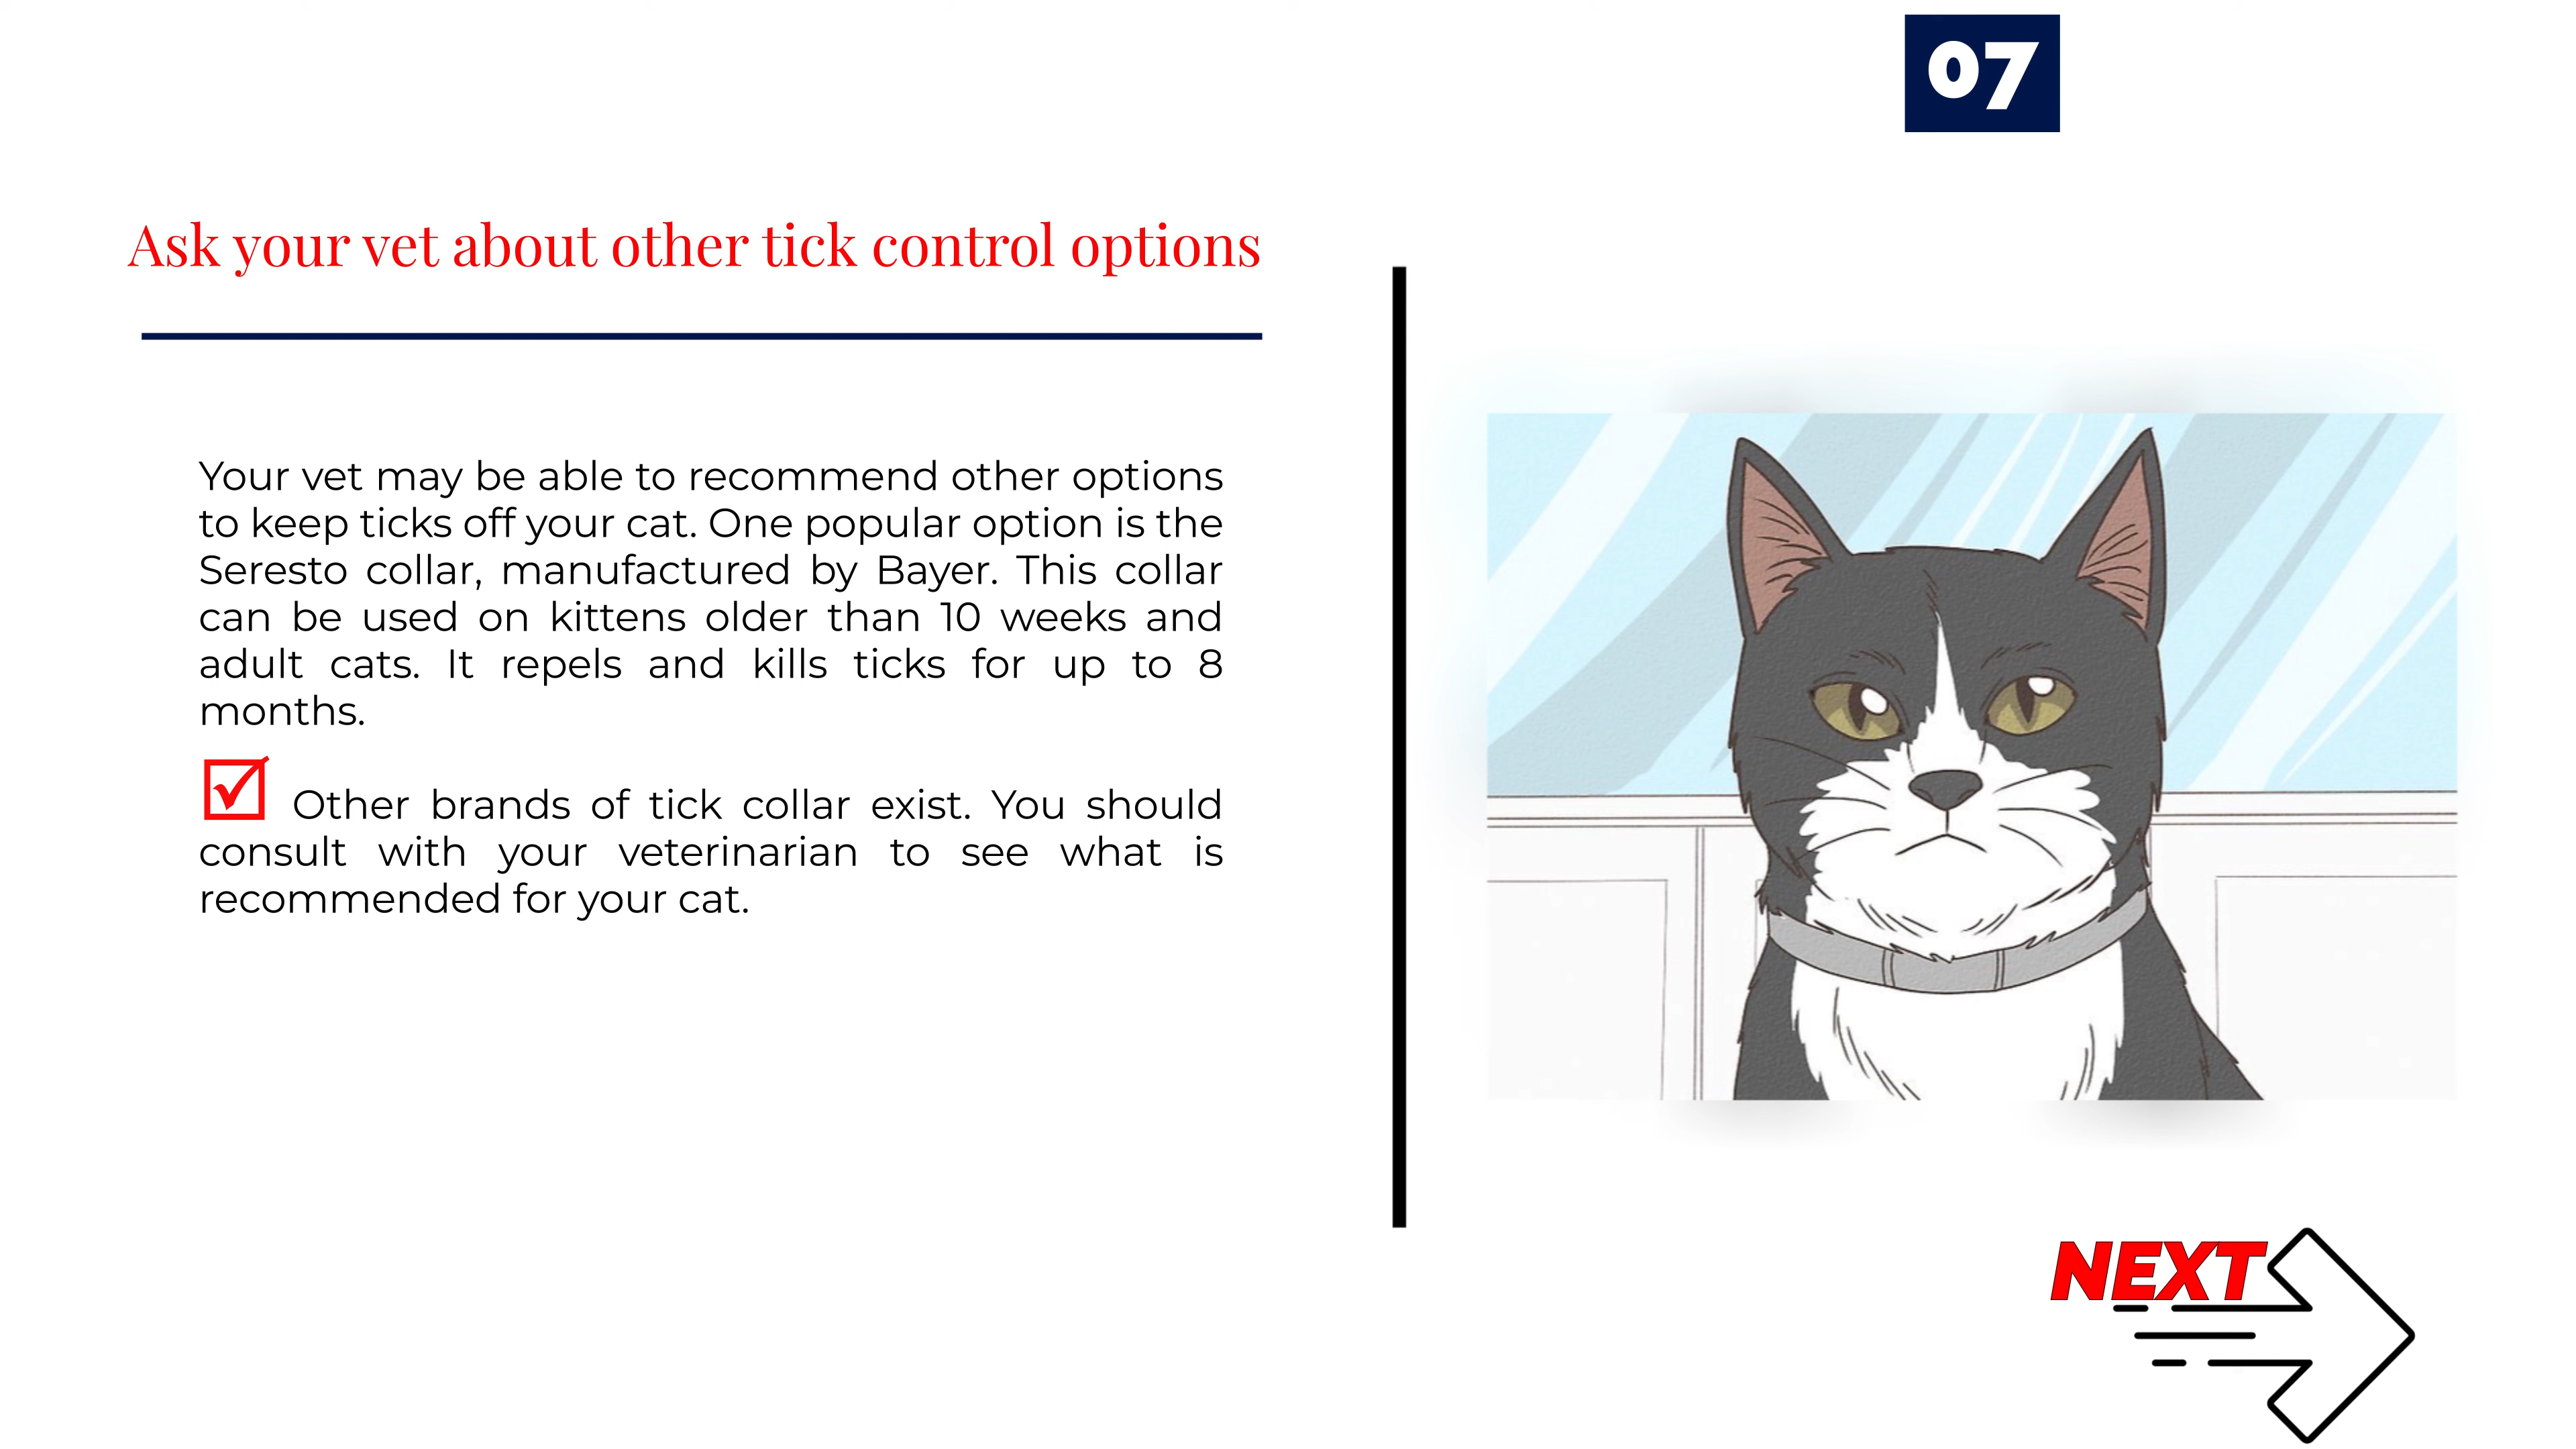 07
Ask your vet about other tick control options
Your vet may be able to recommend other options
to keep ticks off your cat. One popular option is the
Seresto collar, manufactured by Bayer. This collar
can be used on kittens older than 10 weeks and
adult cats. It repels and kills ticks for up to 8
months.
Other brands of tick collar exist. You should
consult with your veterinarian to see what is
recommended for your cat.
NEXT